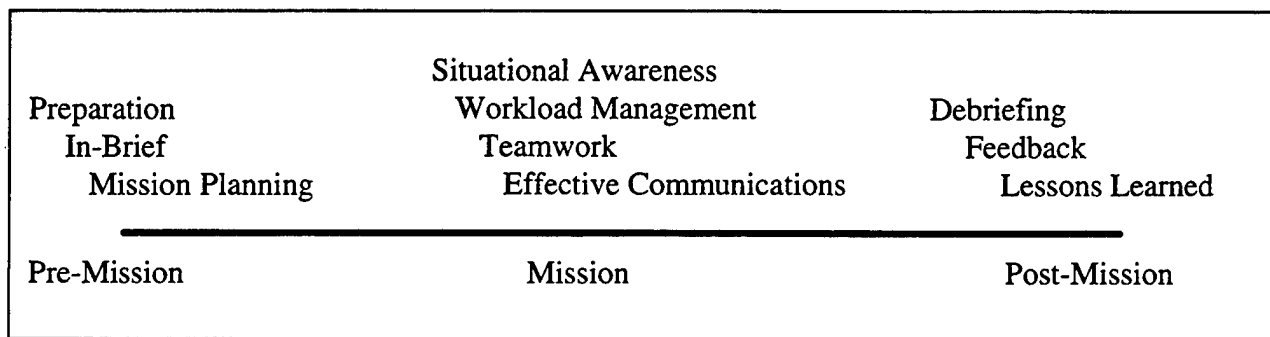 Situational Awareness
Preparation
Workload Management
Debriefing
In-Brief
Teamwork
Feedback
Mission Planning
Effective Communications
Lessons Learned
Pre-Mission
Mission
Post-Mission